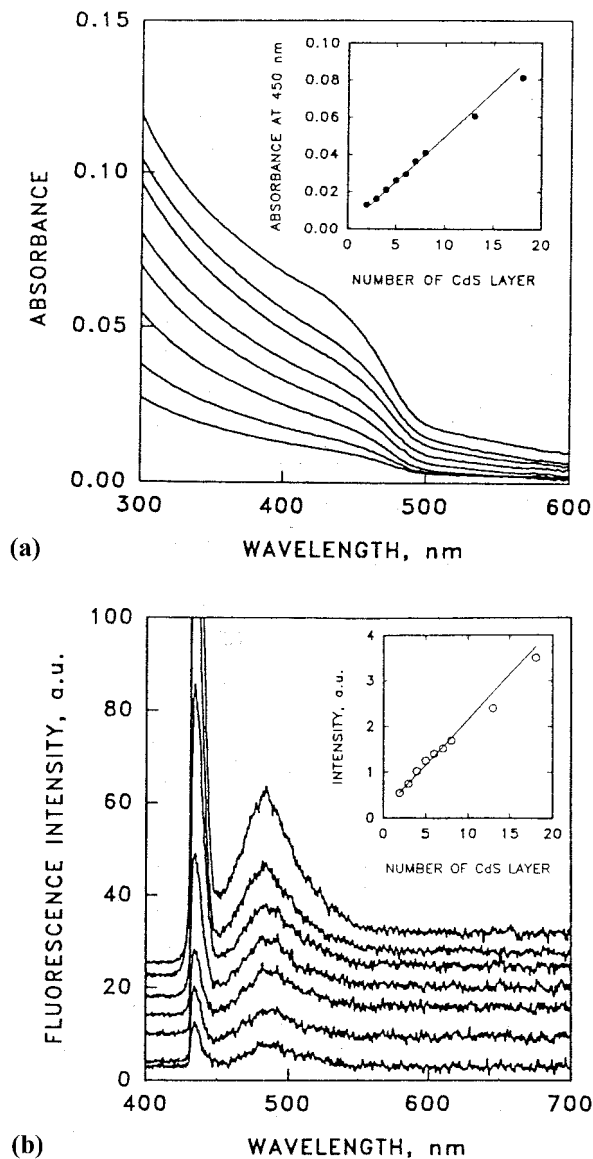 0.15
0.10
0.05
0.00
ABSORBANCE
300 400 500 600
WAVELENGTH, nm
0.10
0.08
0.06
0.04
0.02
0.00
ABSORBANCE AT 450 nm
0 5 10 15 20
NUMBER OF CdS LAYER
(a)
100
80
60
40
20
0
FLUORESCENCE INTENSITY, a.u.
400 500 600 700
WAVELENGTH, nm
4
3
2
1
0
INTENSITY, a.u.
0 5 10 15 20
NUMBER OF CdS LAYER
(b)